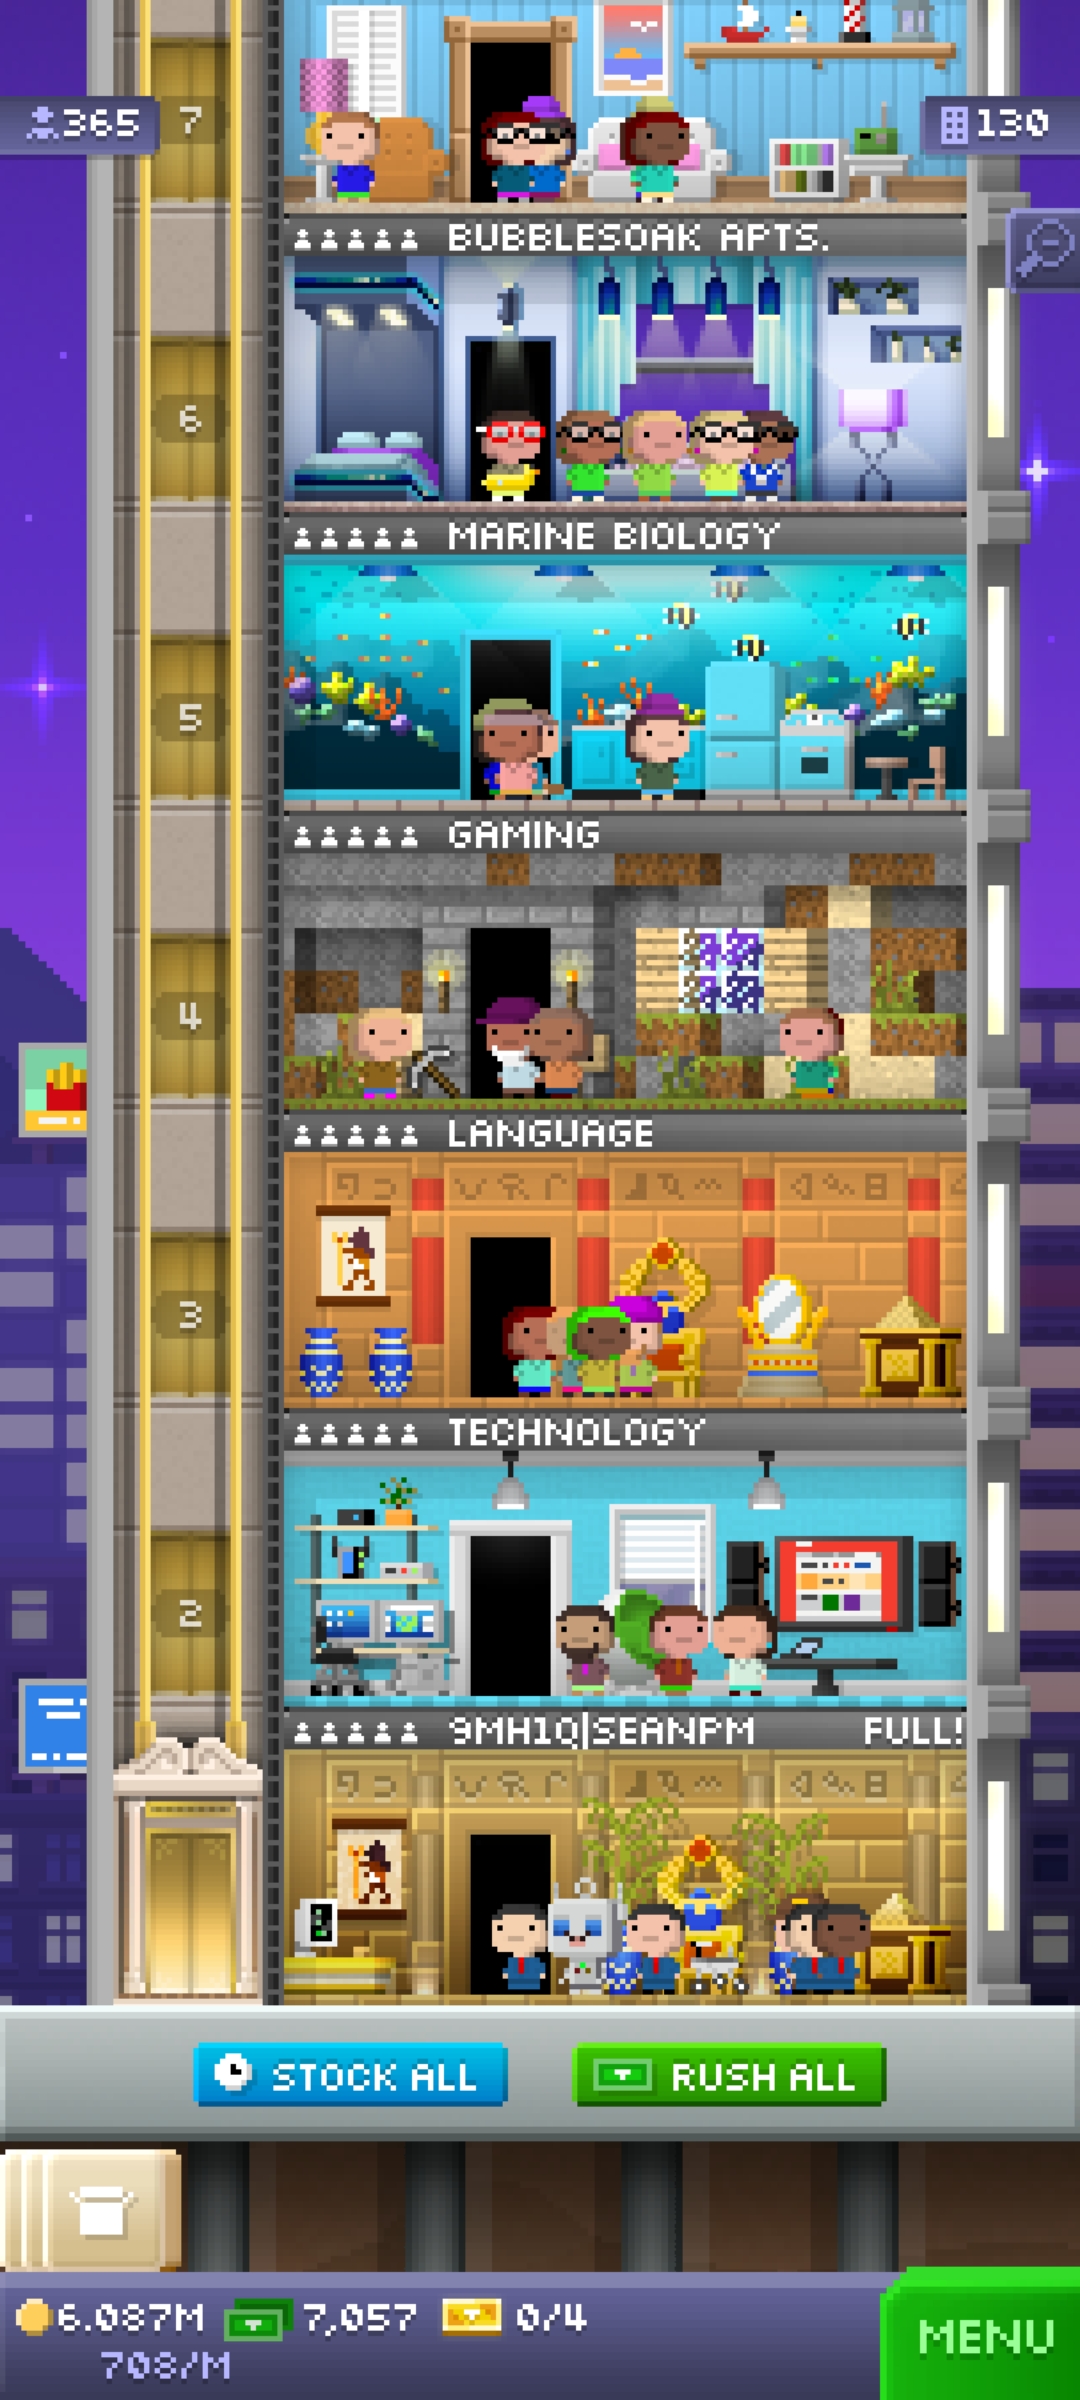 365
7
130
BUBBLESOAK APTS.
6
MARINE BIOLOGY
5
GAMING
4
LANGUAGE
3
TECHNOLOGY
2
9MH1Q|SEANPM FULL!
STOCK ALL
RUSH ALL
6.087M 7,057 0/4
708/M
MENU